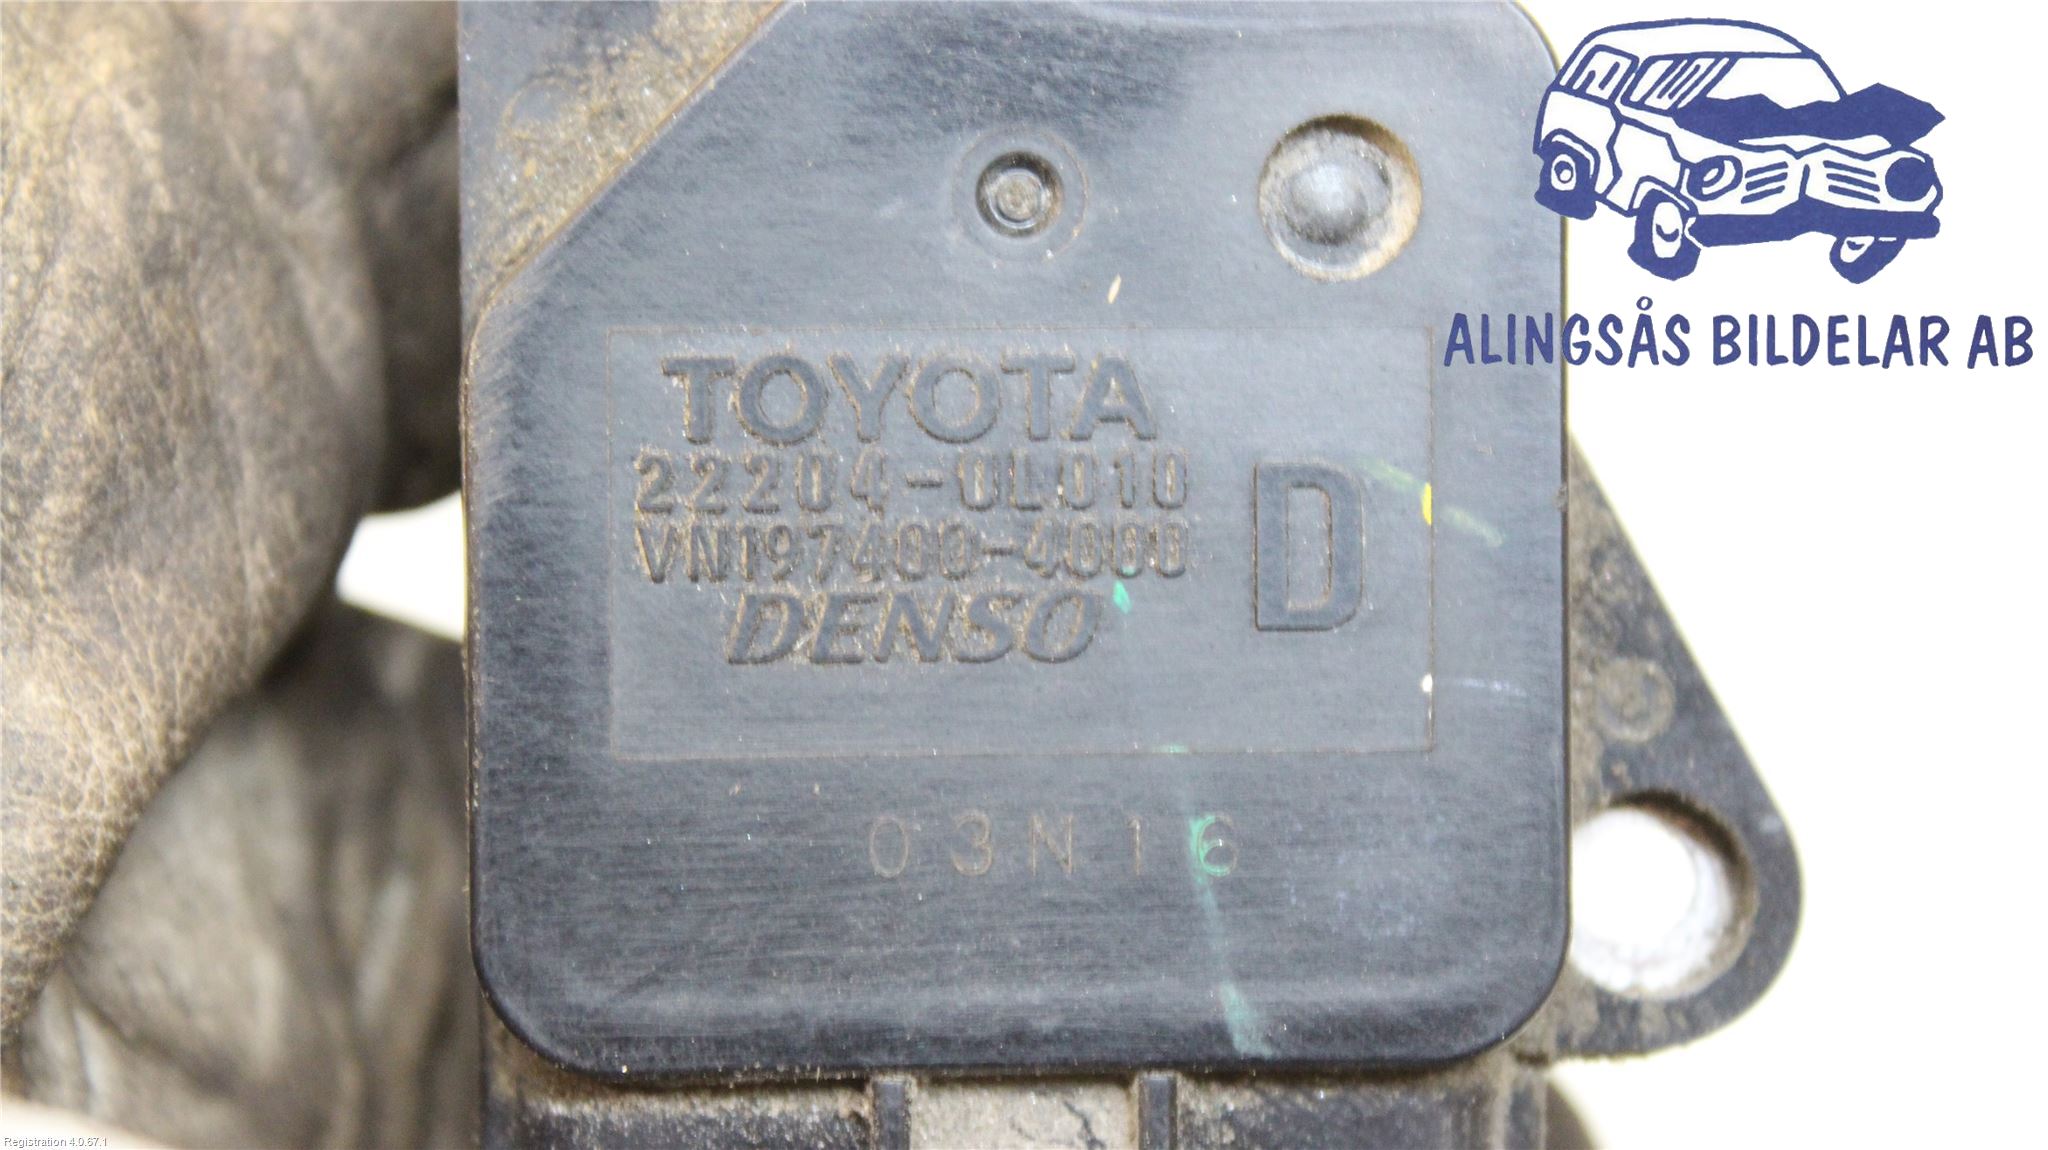 TOYOTA
22204-0L010
VN197400-4000
DENSO
D
03N16
ALINGSÅS BILDELAR AB
Registration 4.0.67.1